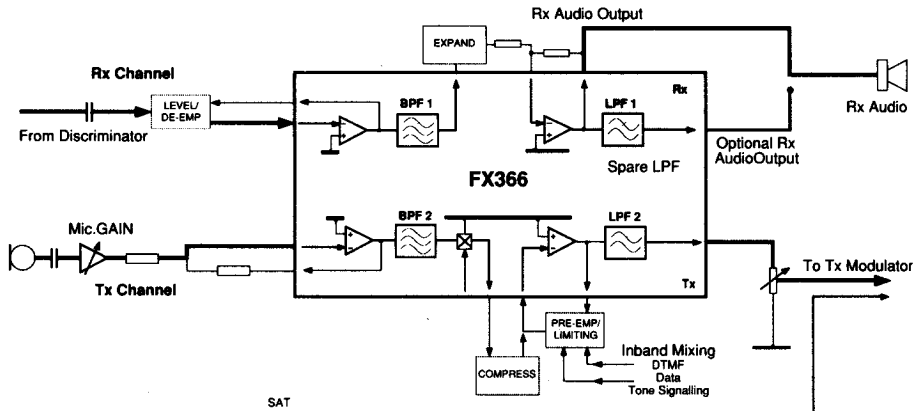 Rx Audio Output
EXPAND
Rx Channel
LEVEL/
DE-EMP
From Discriminator
BPF 1
Rx
LPF 1
Rx Audio
Optional Rx
AudioOutput
Spare LPF
FX366
Mic.GAIN
BPF 2
LPF 2
Tx Channel
To Tx Modulator
Tx
PRE-EMP/
LIMITING
Inband Mixing
DTMF
Data
Tone Signalling
COMPRESS
SAT